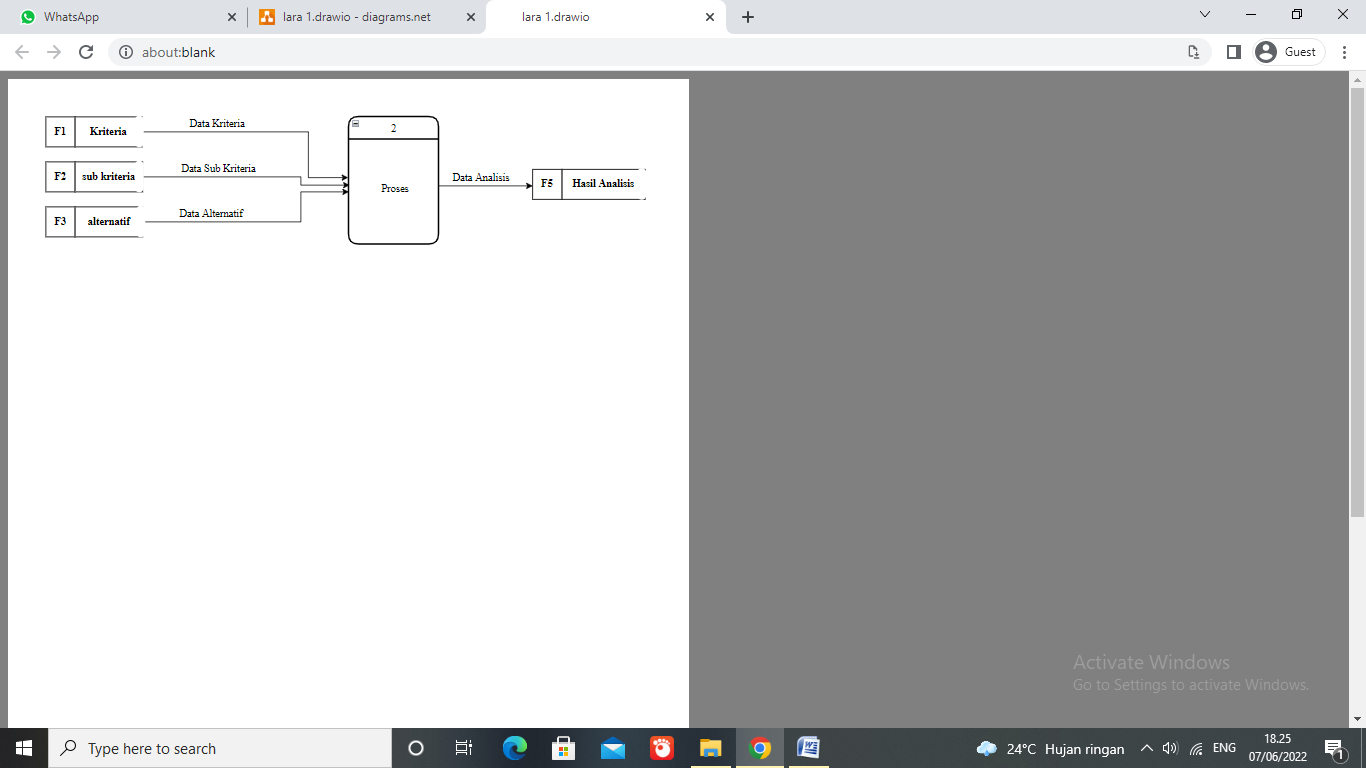 WhatsApp
lara 1.drawio - diagrams.net
lara 1.drawio
about:blank
Guest
F1 Kriteria
Data Kriteria
2
F2 sub kriteria
Data Sub Kriteria
Proses
Data Analisis
F5 Hasil Analisis
F3 alternatif
Data Alternatif
Activate Windows
Go to Settings to activate Windows.
Type here to search
24°C Hujan ringan
ENG
18.25
07/06/2022
1